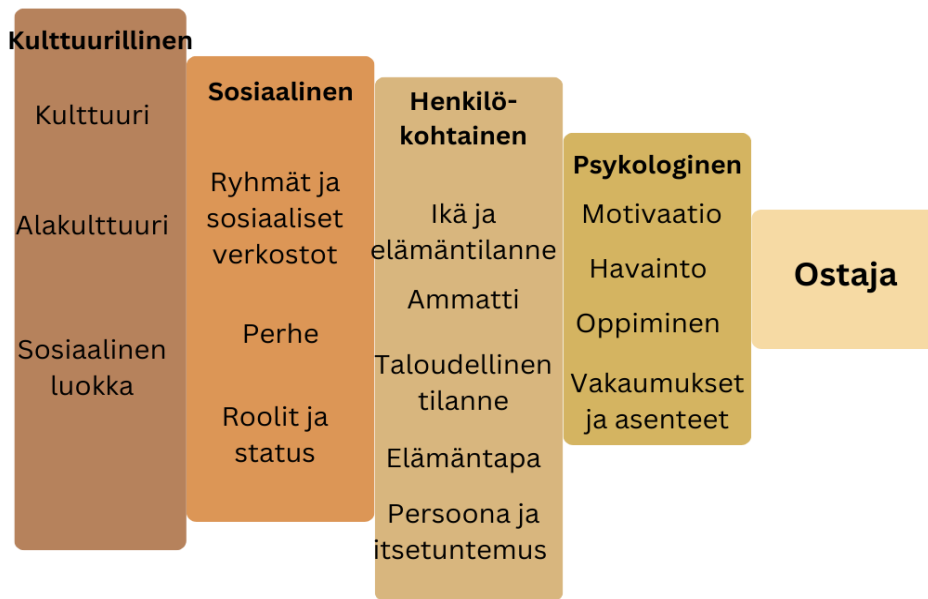 Kulttuurillinen
Kulttuuri
Alakulttuuri
Sosiaalinen
luokka
Sosiaalinen
Ryhmät ja
sosiaaliset
verkostot
Perhe
Roolit ja
status
Henkilö-
kohtainen
Ikä ja
elämäntilanne
Ammatti
Taloudellinen
tilanne
Elämäntapa
Persoona ja
itsetuntemus
Psykologinen
Motivaatio
Havainto
Oppiminen
Vakaumukset
ja asenteet
Ostaja